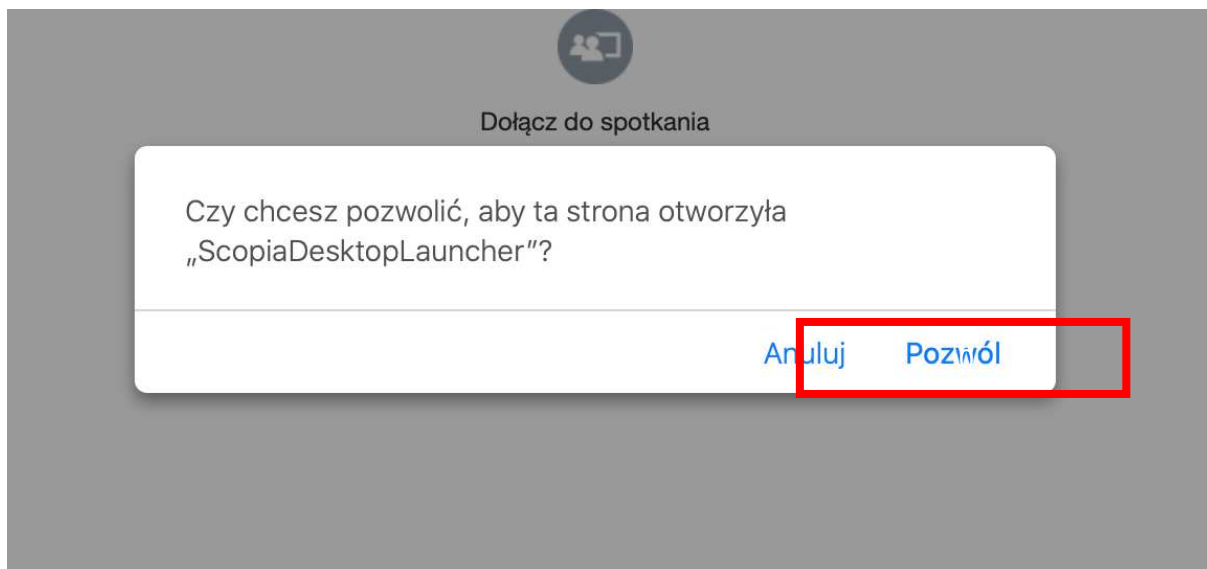 Dołącz do spotkania
Czy chcesz pozwolić, aby ta strona otworzyła
„ScopiaDesktopLauncher”?
Anuluj Pozwól